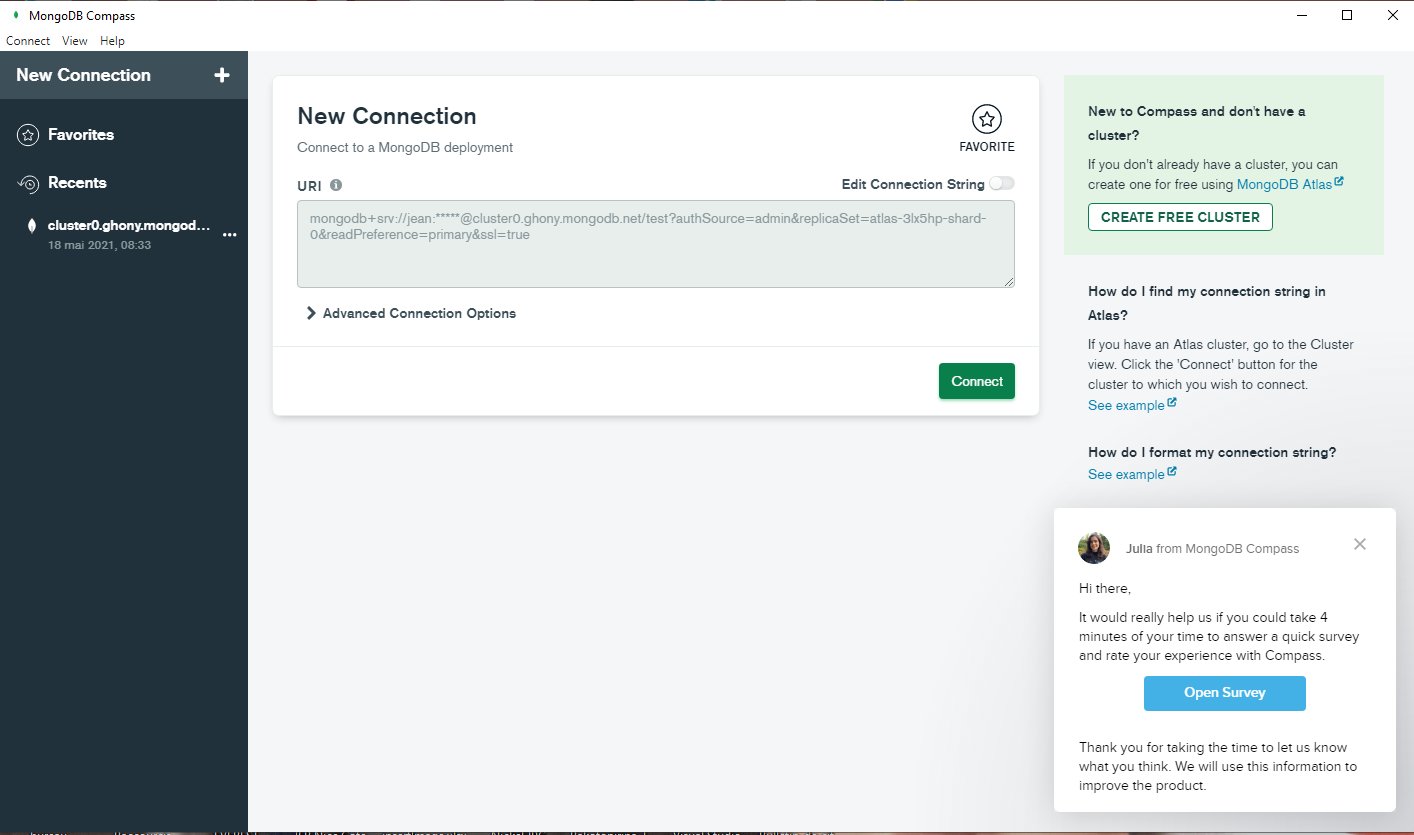 MongoDB Compass
Connect View Help
New Connection
Favorites
Recents
cluster0.ghony.mongod...
18 mai 2021, 08:33
New Connection
Connect to a MongoDB deployment
FAVORITE
URI
Edit Connection String
mongodb+srv://jean:*****@cluster0.ghony.mongodb.net/test?authSource=admin&replicaSet=atlas-3lx5hp-shard-
0&readPreference=primary&ssl=true
Advanced Connection Options
Connect
New to Compass and don't have a
cluster?
If you don't already have a cluster, you can
create one for free using MongoDB Atlas
CREATE FREE CLUSTER
How do I find my connection string in
Atlas?
If you have an Atlas cluster, go to the Cluster
view. Click the 'Connect' button for the
cluster to which you wish to connect.
See example
How do I format my connection string?
See example
Julia from MongoDB Compass
Hi there,
It would really help us if you could take 4
minutes of your time to answer a quick survey
and rate your experience with Compass.
Open Survey
Thank you for taking the time to let us know
what you think. We will use this information to
improve the product.